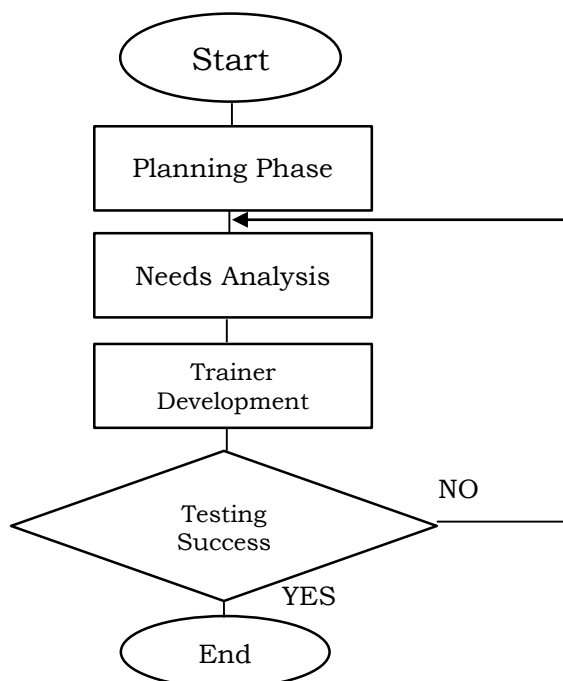 Start
Planning Phase
Needs Analysis
Trainer
Development
NO
Testing
Success
YES
End